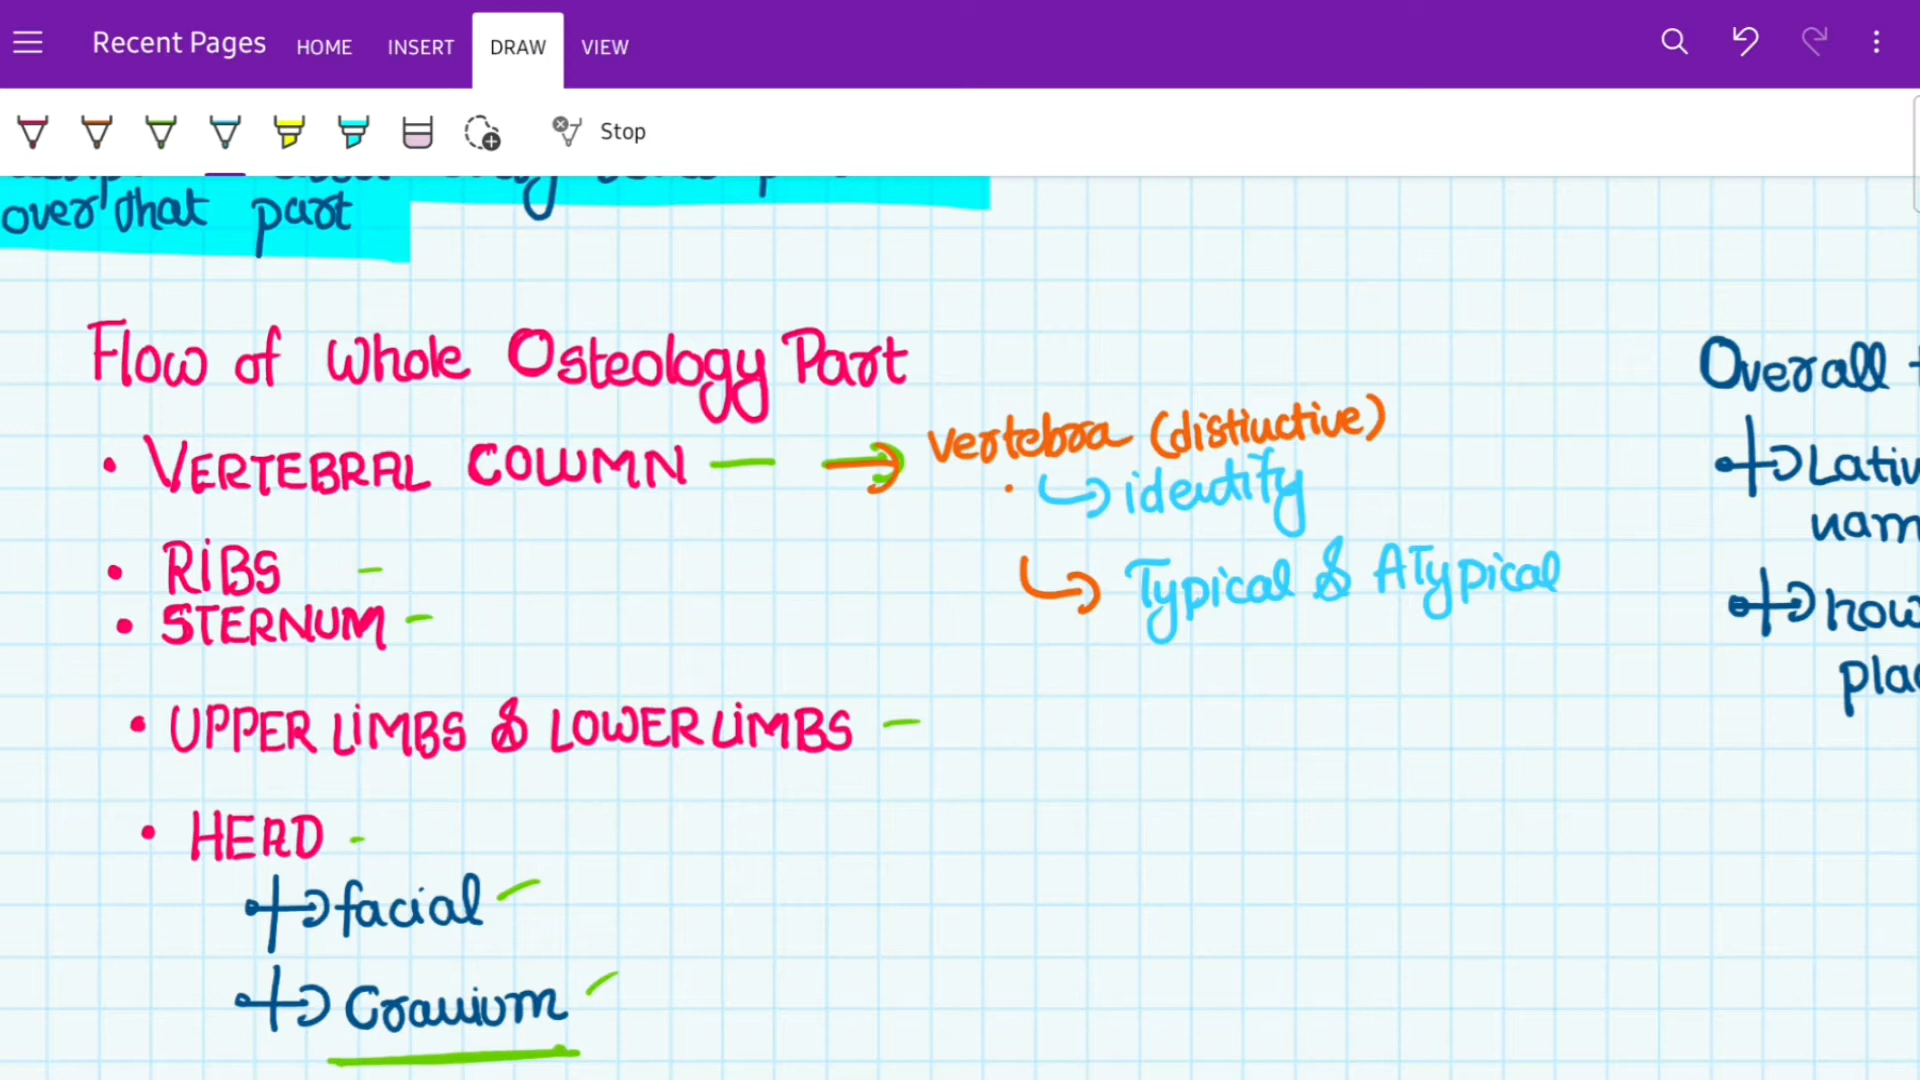 Recent Pages HOME INSERT DRAW VIEW
Stop
over that part
Flow of Whole Osteology Part
• VERTEBRAL COLUMN — → Vertebra (distinctive)
↳ identify
↳ Typical & ATypical
• RIBS -
• STERNUM -
• UPPER LIMBS & LOWER LIMBS -
• HEAD -
facial
Cranium
Overall
how